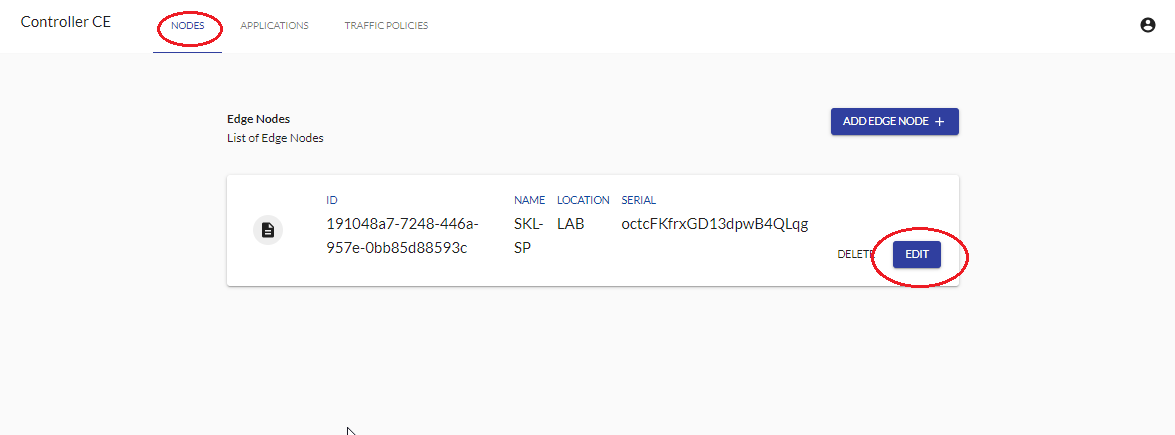 Controller CE
NODES
APPLICATIONS
TRAFFIC POLICIES
Edge Nodes
List of Edge Nodes
ADD EDGE NODE +
ID
191048a7-7248-446a-
957e-0bb85d88593c
NAME
SKL-
SP
LOCATION
LAB
SERIAL
octcFKfrxGD13dpwB4QLqg
DELETE
EDIT